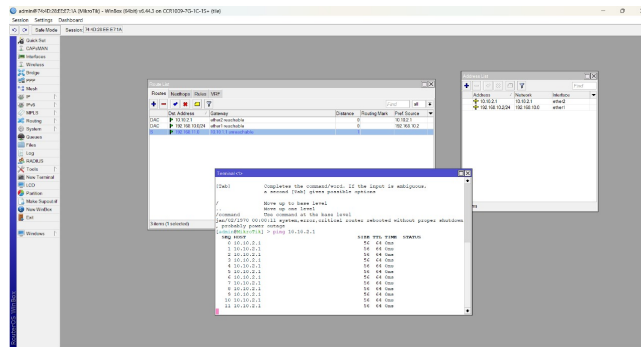 admin@74:4D:28:EE:E7:1A (MikroTik) - WinBox (64bit) v6.44.3 on CCR1009-7G-1C-1S+ (tile)
Session Settings Dashboard
Safe Mode Session: 74:4D:28:EE:E7:1A
Quick Set
CAPsMAN
Interfaces
Wireless
Bridge
PPP
Mesh
IP
IPv6
MPLS
Routing
System
Queues
Files
Log
RADIUS
Tools
New Terminal
LCD
Partition
Make Supout.rif
New WinBox
Exit
Windows
RouterOS WinBox
Route List
Routes Nexthops Rules VRF
Find all
Dst. Address Gateway Distance Routing Mark Pref. Source
DAC 10.10.2.1 ether2 reachable 0 10.10.2.1
DAC 192.168.10.0/24 ether1 reachable 0 192.168.10.2
3 items (1 selected)
Address List
Find
Address Network Interface
10.10.2.1 10.10.2.1 ether2
192.168.10.2/24 192.168.10.0 ether1
Terminal
[Tab] Completes the command/word. If the input is ambiguous,
a second [Tab] gives possible options
/ Move up to base level
.. Move up one level
/command Use command at the base level
jan/02/1970 00:00:11 system,error,critical router rebooted without proper shutdown
, probably power outage
[admin@MikroTik] > ping 10.10.2.1
SEQ HOST SIZE TTL TIME STATUS
0 10.10.2.1 56 64 0ms
1 10.10.2.1 56 64 0ms
2 10.10.2.1 56 64 0ms
3 10.10.2.1 56 64 0ms
4 10.10.2.1 56 64 0ms
5 10.10.2.1 56 64 0ms
6 10.10.2.1 56 64 0ms
7 10.10.2.1 56 64 0ms
8 10.10.2.1 56 64 0ms
9 10.10.2.1 56 64 0ms
10 10.10.2.1 56 64 0ms
11 10.10.2.1 56 64 0ms